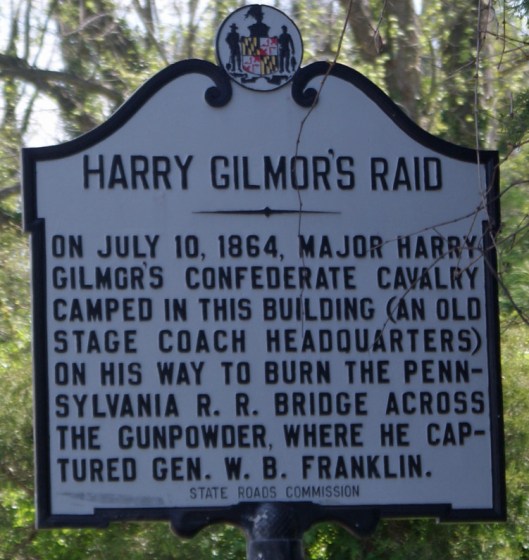 HARRY GILMOR'S RAID
ON JULY 10, 1864, MAJOR HARRY
GILMOR'S CONFEDERATE CAVALRY
CAMPED IN THIS BUILDING (AN OLD
STAGE COACH HEADQUARTERS)
ON HIS WAY TO BURN THE PENN-
SYLVANIA R. R. BRIDGE ACROSS
THE GUNPOWDER, WHERE HE CAP-
TURED GEN. W. B. FRANKLIN.
STATE ROADS COMMISSION